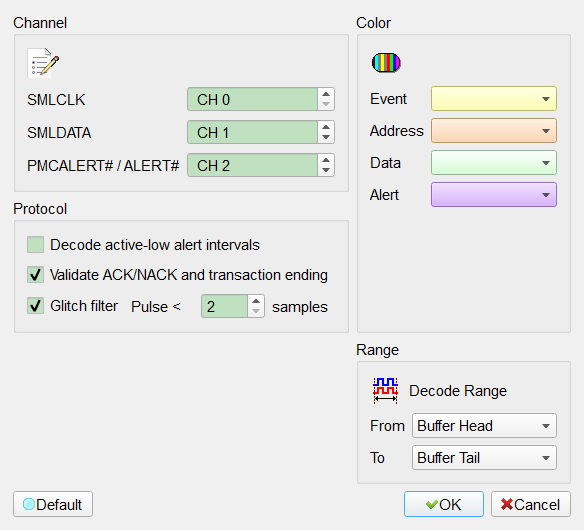 Channel
SMLCLK CH 0
SMLDATA CH 1
PMCALERT# / ALERT# CH 2
Protocol
Decode active-low alert intervals
Validate ACK/NACK and transaction ending
Glitch filter Pulse < 2 samples
Color
Event
Address
Data
Alert
Range
Decode Range
From Buffer Head
To Buffer Tail
Default OK Cancel